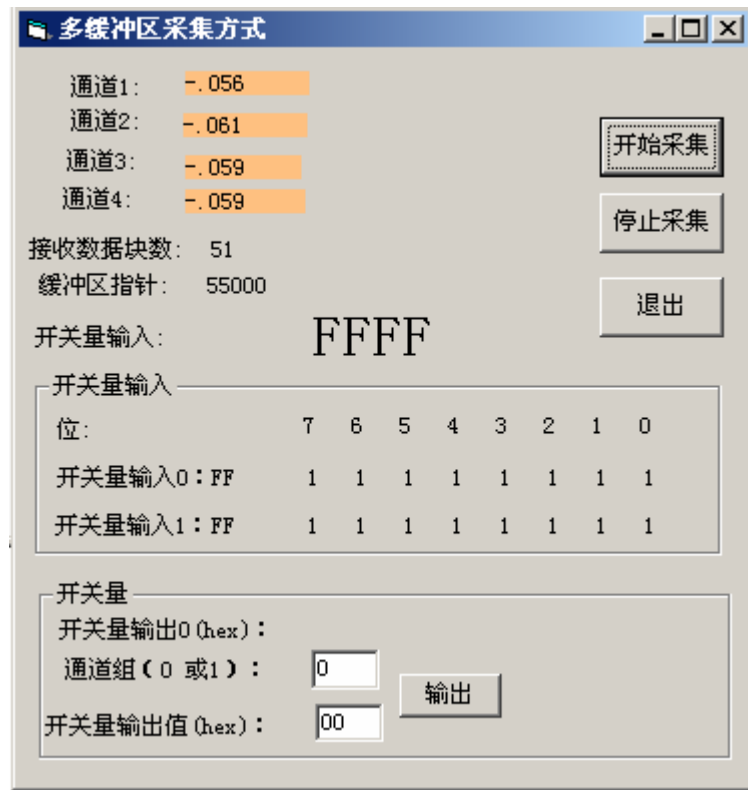 多缓冲区采集方式
通道1: -.056
通道2: -.061
通道3: -.059
通道4: -.059
开始采集
停止采集
退出
接收数据块数: 51
缓冲区指针: 55000
开关量输入: FFFF
开关量输入
位: 7 6 5 4 3 2 1 0
开关量输入0：FF 1 1 1 1 1 1 1 1
开关量输入1：FF 1 1 1 1 1 1 1 1
开关量
开关量输出0(hex)：
通道组(0 或1)： 0
输出
开关量输出值(hex)： 00